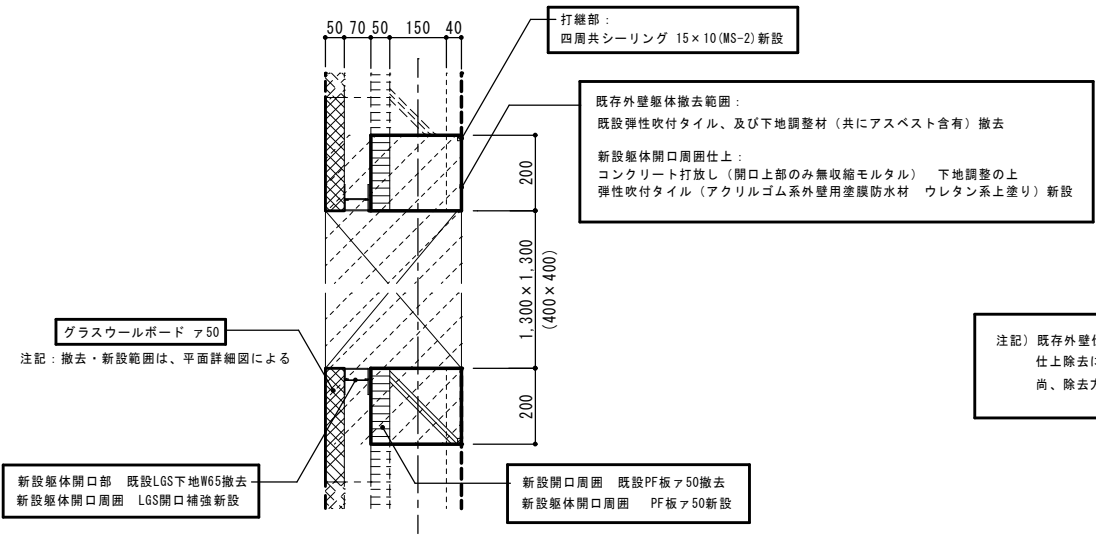 50 70 50 150 40
打継部：
四周共シーリング 15×10(MS-2)新設
既存外壁躯体撤去範囲：
既設弾性吹付タイル、及び下地調整材（共にアスベスト含有）撤去
新設躯体開口周囲仕上：
コンクリート打放し（開口上部のみ無収縮モルタル） 下地調整の上
弾性吹付タイル（アクリルゴム系外壁用塗膜防水材 ウレタン系上塗り）新設
200
1,300×1,300
(400×400)
200
グラスウールボード ァ50
注記：撤去・新設範囲は、平面詳細図による
注記）既存外壁
仕上除去
尚、除去
新設躯体開口部 既設LGS下地W65撤去
新設躯体開口周囲 LGS開口補強新設
新設開口周囲 既設PF板ァ50撤去
新設躯体開口周囲 PF板ァ50新設